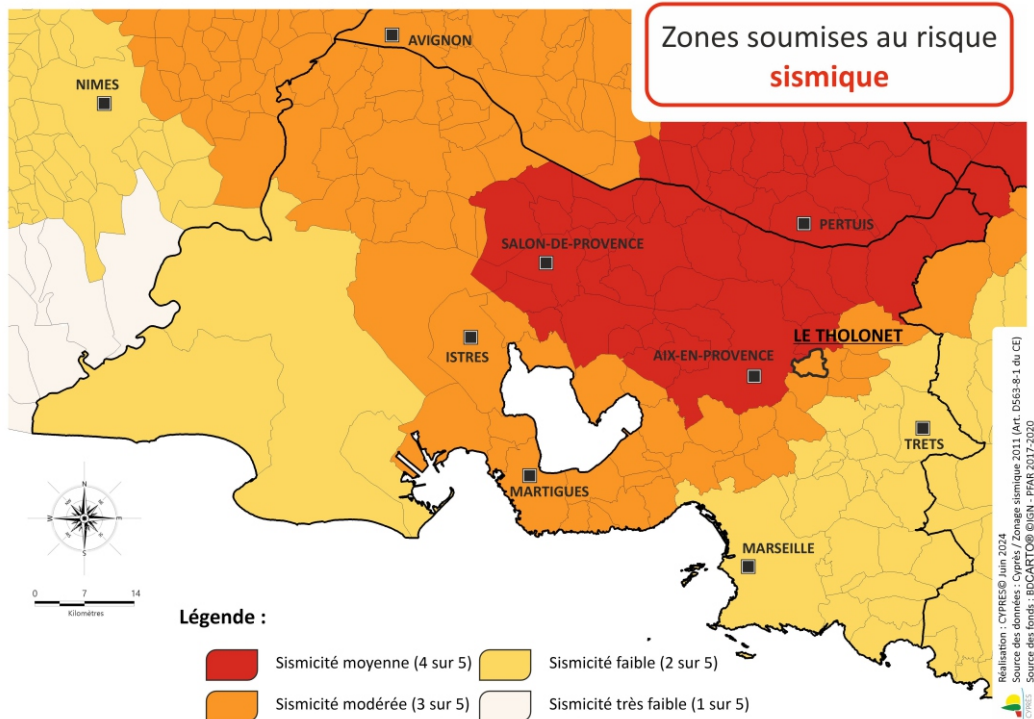 Zones soumises au risque
sismique
AVIGNON
NIMES
PERTUIS
SALON-DE-PROVENCE
LE THOLONET
ISTRES
AIX-EN-PROVENCE
TRETS
MARTIGUES
MARSEILLE
N
W
E
S
0 7 14
Kilomètres
Légende :
Sismicité moyenne (4 sur 5)
Sismicité faible (2 sur 5)
Sismicité modérée (3 sur 5)
Sismicité très faible (1 sur 5)
Réalisation : CYPRES© Juin 2024
Source des données : Cyprès / Zonage sismique 2011 (Art. D563-8-1 du CE)
Source des fonds : BDCARTO® ©IGN - PFAR 2017-2020
CYPRES